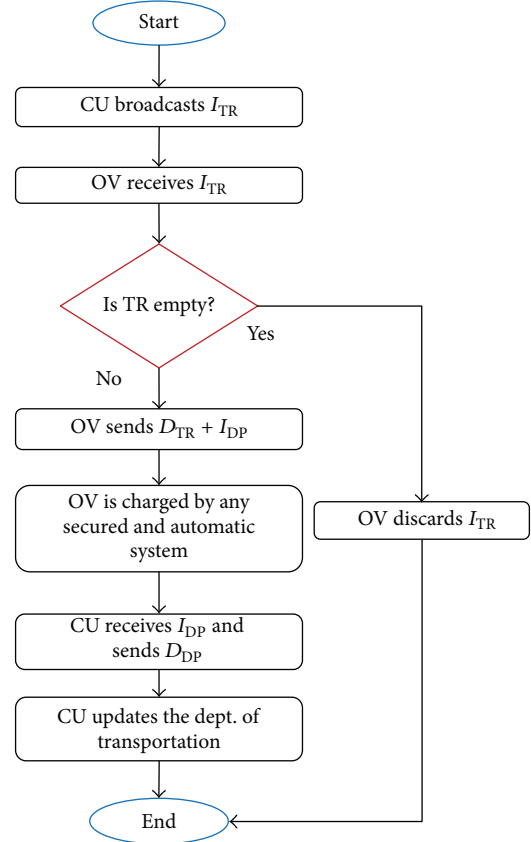 Start
CU broadcasts I_TR
OV receives I_TR
Is TR empty?
Yes
No
OV sends D_TR + I_DP
OV is charged by any
secured and automatic
system
OV discards I_TR
CU receives I_DP and
sends D_DP
CU updates the dept. of
transportation
End